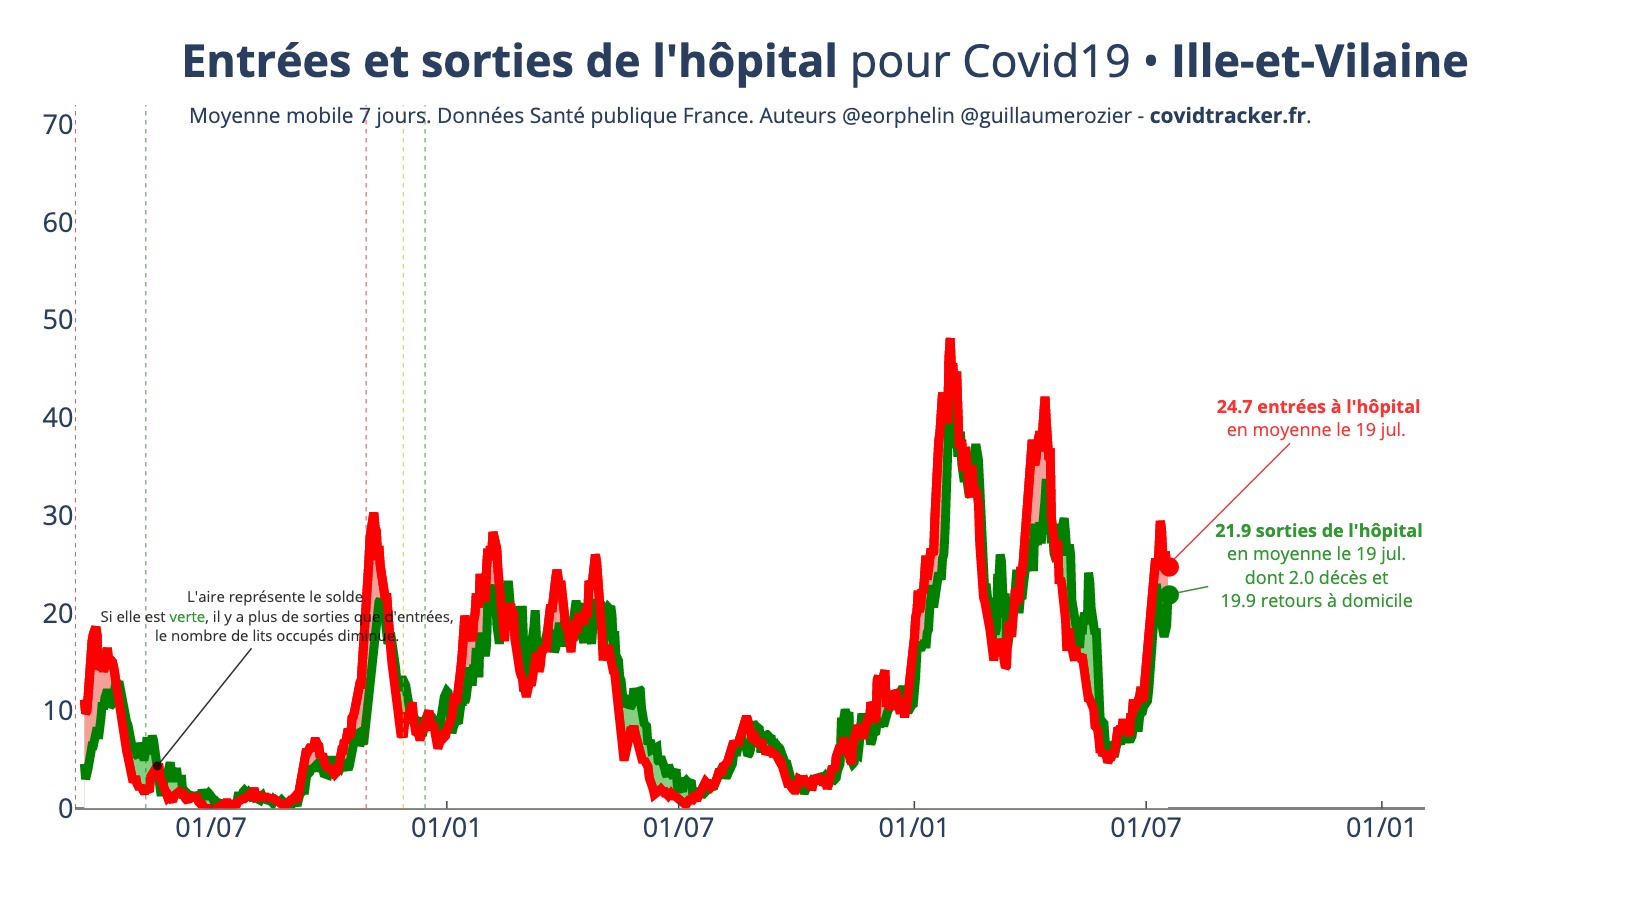 Entrées et sorties de l'hôpital pour Covid19 • Ille-et-Vilaine
Moyenne mobile 7 jours. Données Santé publique France. Auteurs @eorphelin @guillaumerozier - covidtracker.fr.
70
60
50
40
30
20
10
0
24.7 entrées à l'hôpital
en moyenne le 19 jul.
21.9 sorties de l'hôpital
en moyenne le 19 jul.
dont 2.0 décès et
19.9 retours à domicile
L'aire représente le solde.
Si elle est verte, il y a plus de sorties que d'entrées,
le nombre de lits occupés diminue.
01/07
01/01
01/07
01/01
01/07
01/01